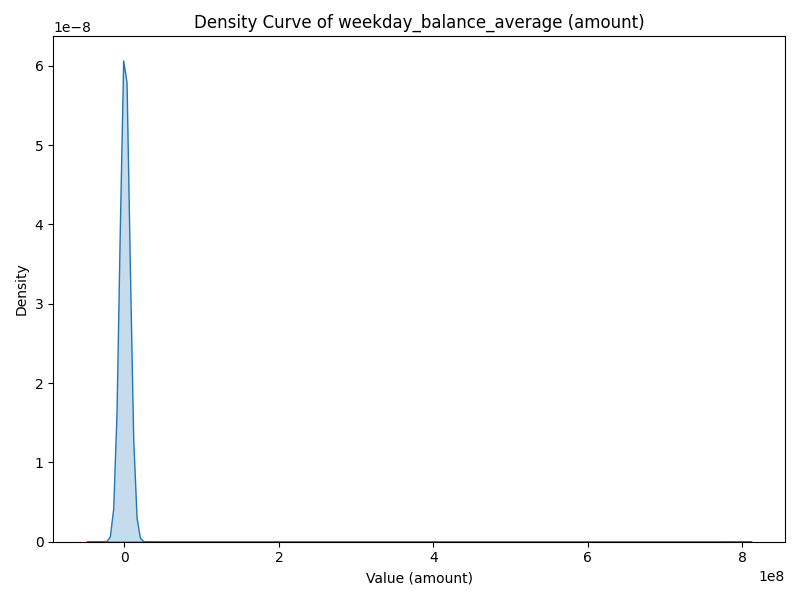 Density Curve of weekday_balance_average (amount)
1e−8
6
5
4
3
2
1
0
Density
0 2 4 6 8
1e8
Value (amount)